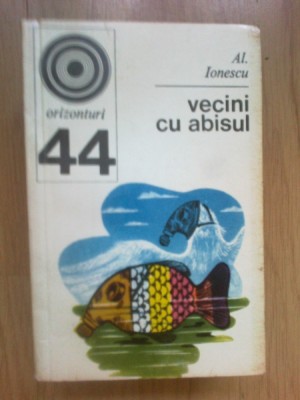 orizonturi
44
Al.
Ionescu
vecini
cu abisul